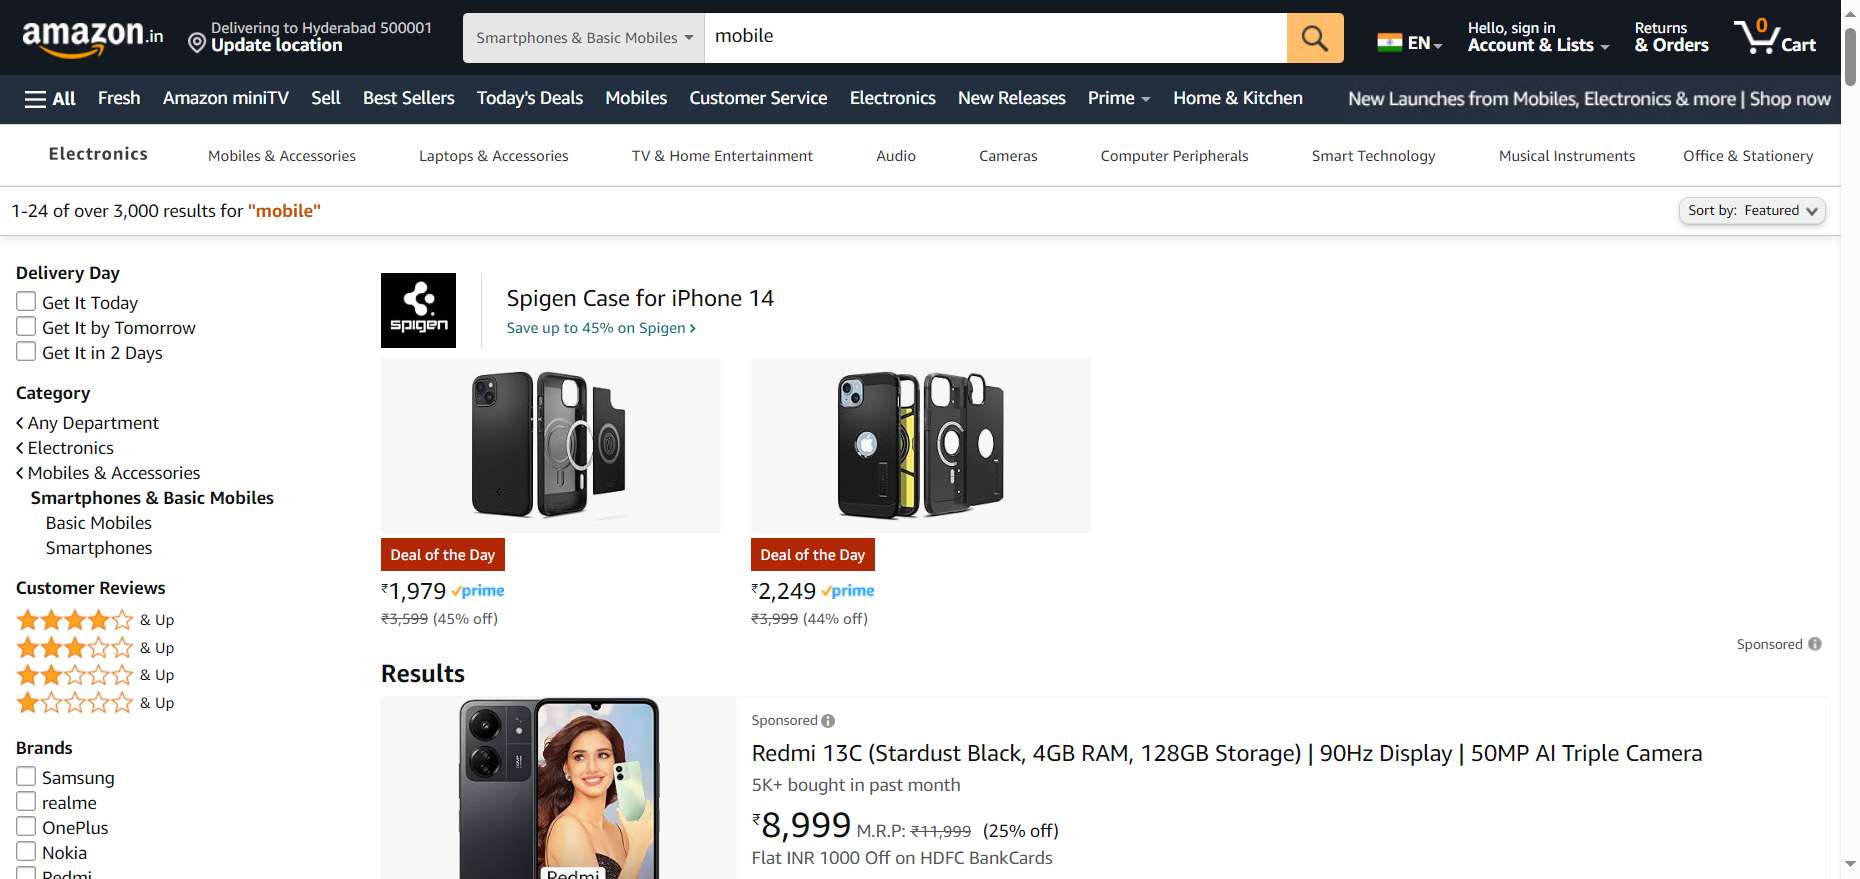 amazon.in
Delivering to Hyderabad 500001
Update location
Smartphones & Basic Mobiles
mobile
EN
Hello, sign in
Account & Lists
Returns
& Orders
0
Cart
All
Fresh
Amazon miniTV
Sell
Best Sellers
Today's Deals
Mobiles
Customer Service
Electronics
New Releases
Prime
Home & Kitchen
New Launches from Mobiles, Electronics & more | Shop now
Electronics
Mobiles & Accessories
Laptops & Accessories
TV & Home Entertainment
Audio
Cameras
Computer Peripherals
Smart Technology
Musical Instruments
Office & Stationery
1-24 of over 3,000 results for "mobile"
Sort by: Featured
Delivery Day
Get It Today
Get It by Tomorrow
Get It in 2 Days
Category
Any Department
Electronics
Mobiles & Accessories
Smartphones & Basic Mobiles
Basic Mobiles
Smartphones
Customer Reviews
& Up
& Up
& Up
& Up
Brands
Samsung
realme
OnePlus
Nokia
Redmi
spigen
Spigen Case for iPhone 14
Save up to 45% on Spigen
Deal of the Day
₹1,979 prime
₹3,599 (45% off)
Deal of the Day
₹2,249 prime
₹3,999 (44% off)
Sponsored
Results
Redmi
Sponsored
Redmi 13C (Stardust Black, 4GB RAM, 128GB Storage) | 90Hz Display | 50MP AI Triple Camera
5K+ bought in past month
₹8,999 M.R.P: ₹11,999 (25% off)
Flat INR 1000 Off on HDFC BankCards